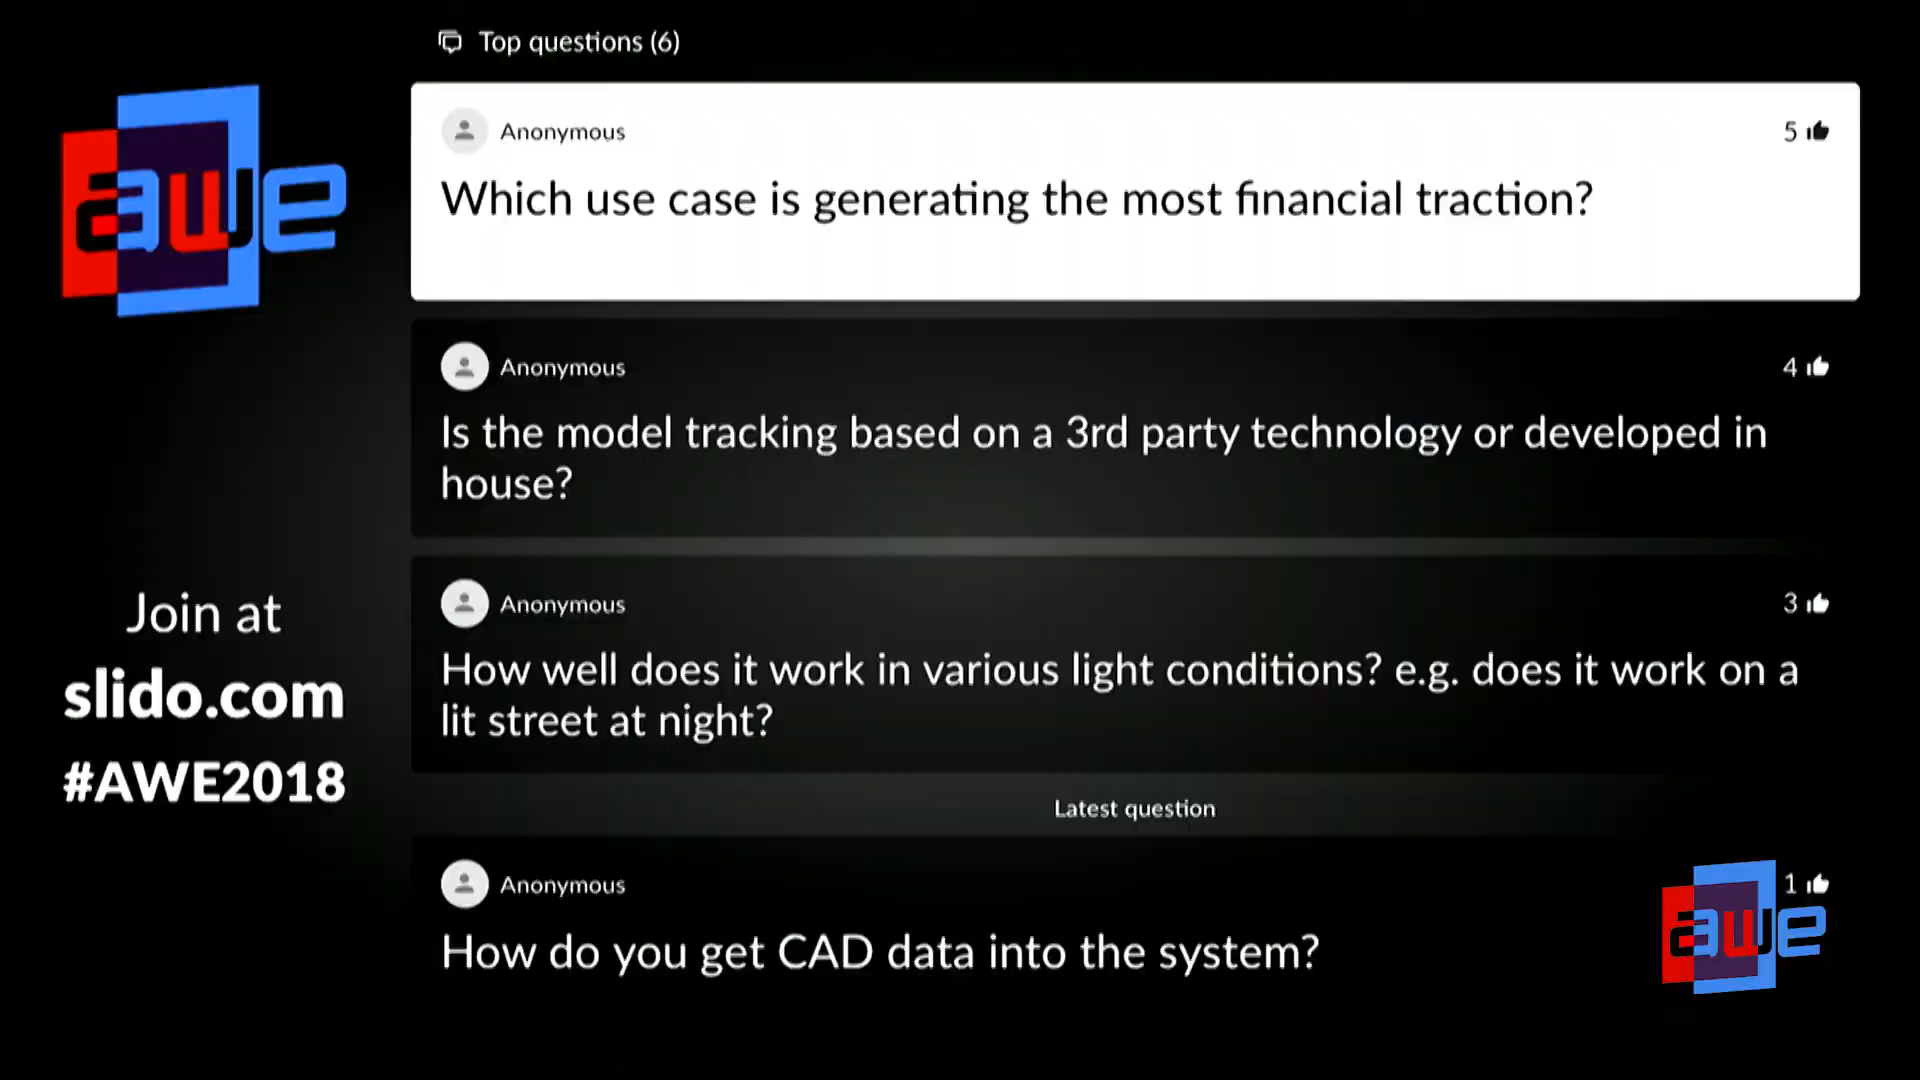 Top questions (6)
awe
Anonymous
5
Which use case is generating the most financial traction?
Anonymous
4
Is the model tracking based on a 3rd party technology or developed in
house?
Anonymous
3
How well does it work in various light conditions? e.g. does it work on a
lit street at night?
Join at
slido.com
#AWE2018
Latest question
Anonymous
1
How do you get CAD data into the system?
awe